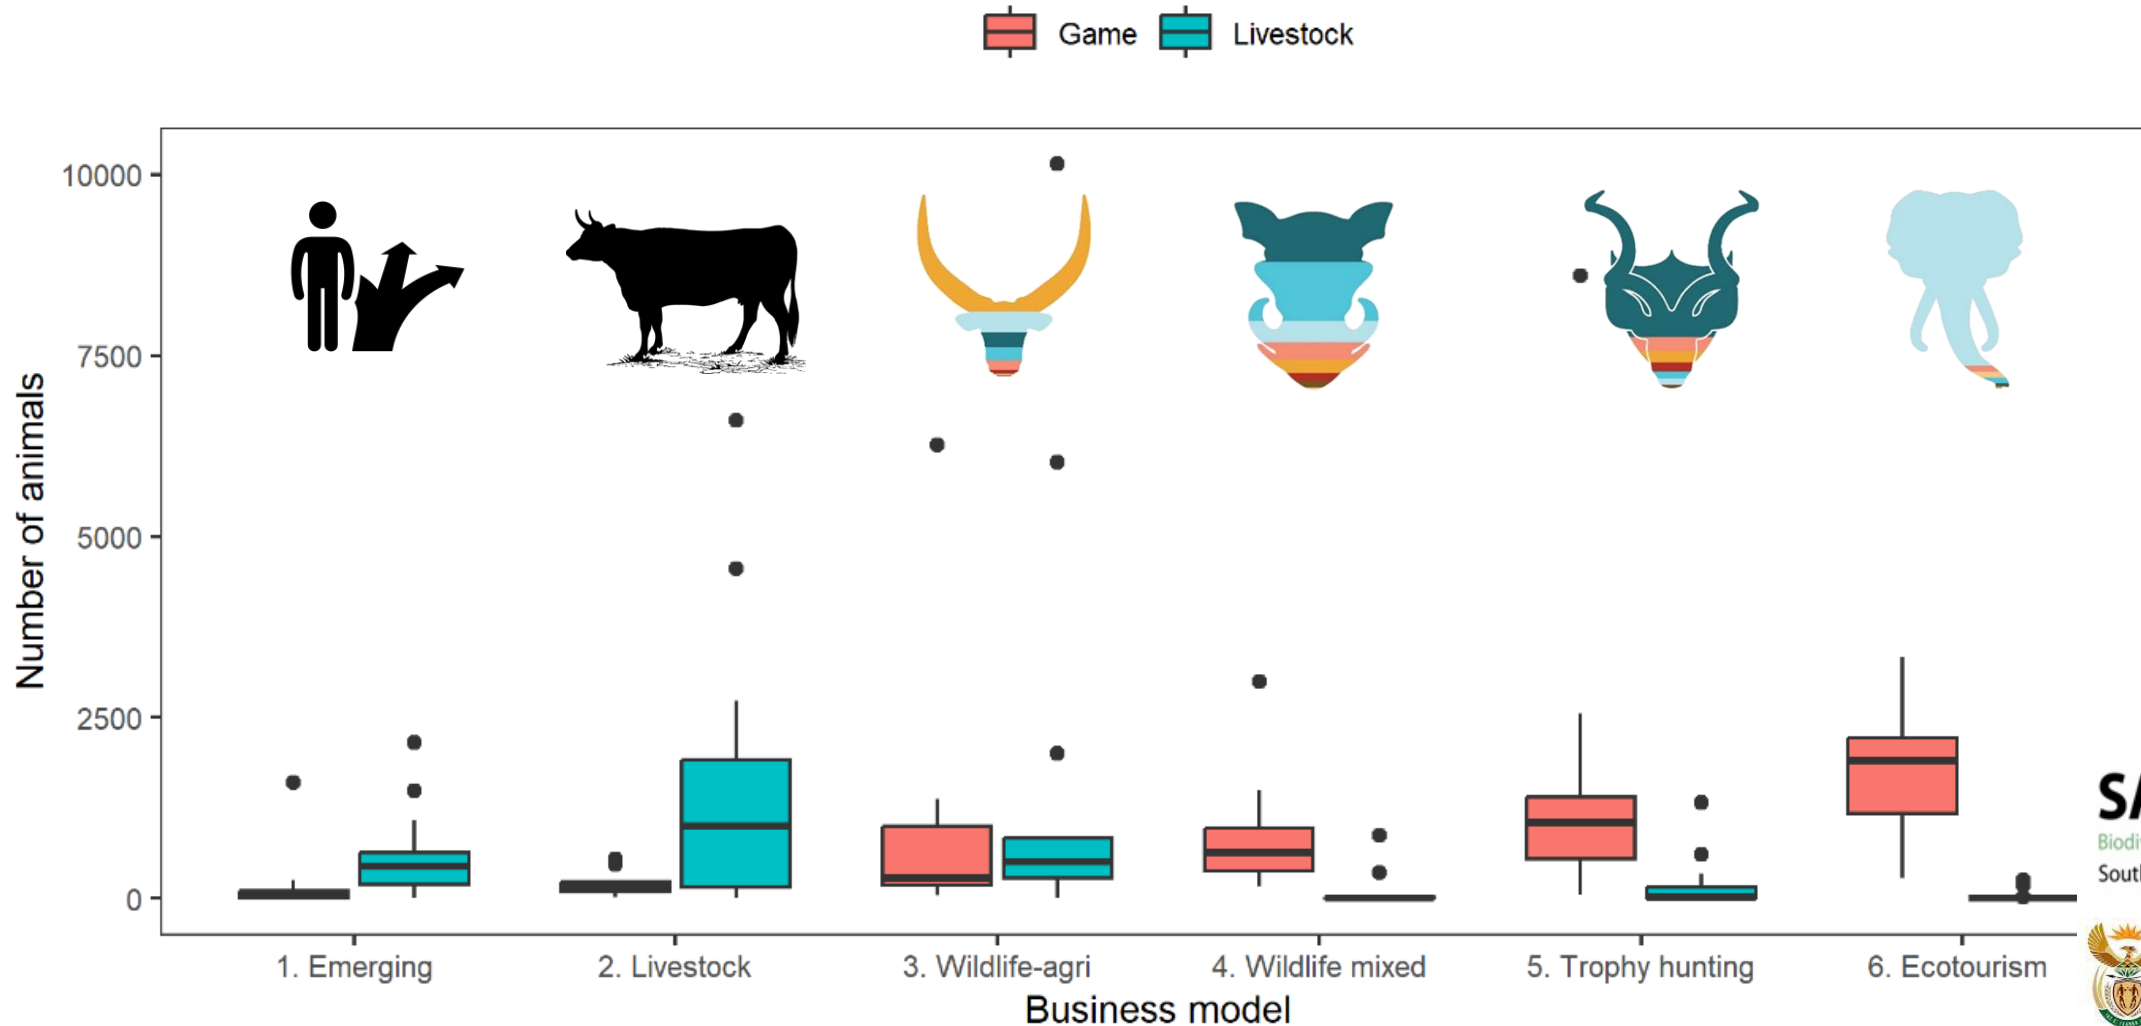 Game Livestock
10000
7500
5000
2500
0
Number of animals
1. Emerging 2. Livestock 3. Wildlife-agri 4. Wildlife mixed 5. Trophy hunting 6. Ecotourism
Business model